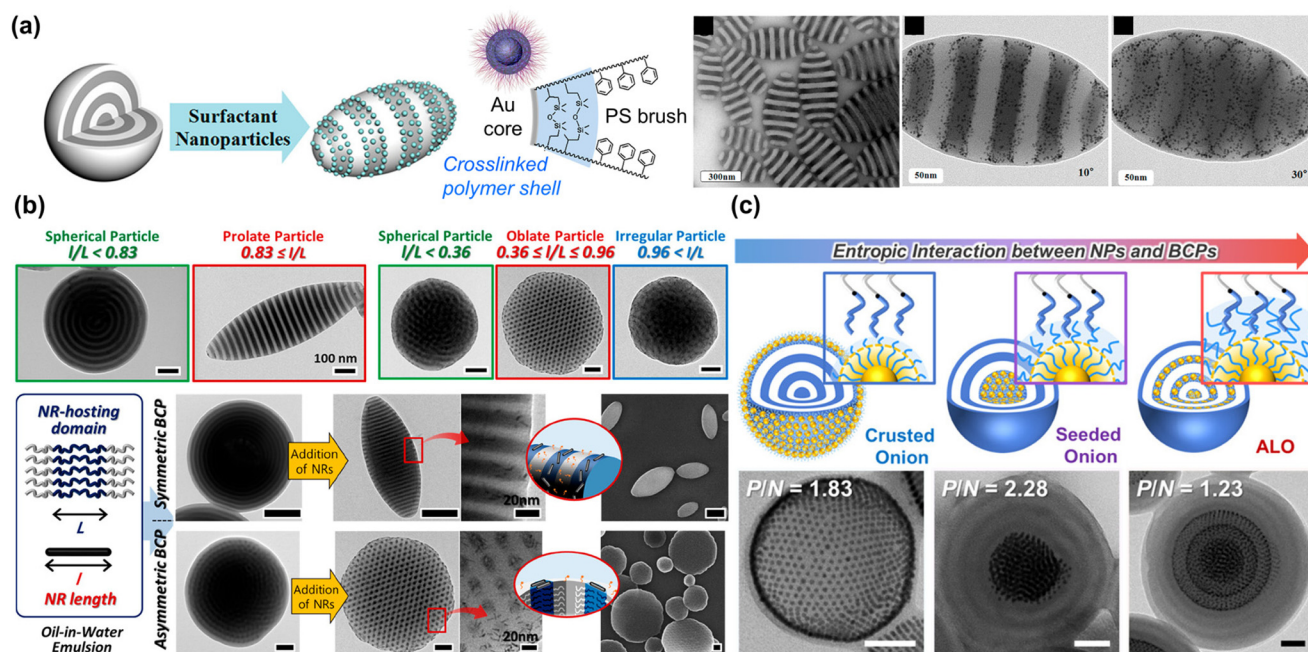 (a)
Surfactant
Nanoparticles
Au
core
PS brush
Crosslinked
polymer shell
Si
Si
O
O
Si
Si
300nm
50nm
10°
50nm
30°
(b)
Spherical Particle
l/L < 0.83
Prolate Particle
0.83 ≤ l/L
Spherical Particle
l/L < 0.36
Oblate Particle
0.36 ≤ l/L ≤ 0.96
Irregular Particle
0.96 < l/L
100 nm
NR-hosting
domain
L
l
NR length
Oil-in-Water
Emulsion
Symmetric BCP
Addition
of NRs
20nm
Asymmetric BCP
Addition
of NRs
20nm
(c)
Entropic Interaction between NPs and BCPs
Crusted
Onion
Seeded
Onion
ALO
P/N = 1.83
P/N = 2.28
P/N = 1.23